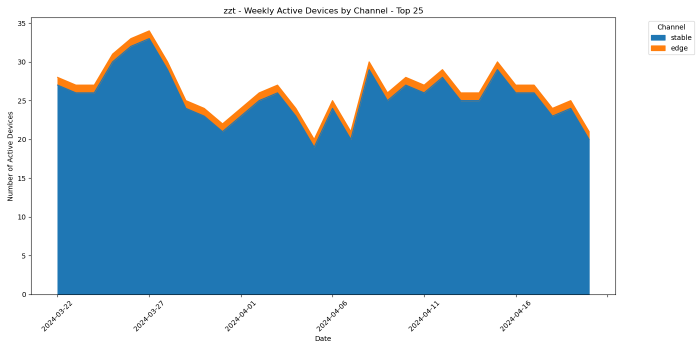 zzt - Weekly Active Devices by Channel - Top 25
Number of Active Devices
35
30
25
20
15
10
5
0
2024-03-22
2024-03-27
2024-04-01
2024-04-06
2024-04-11
2024-04-16
Date
Channel
stable
edge